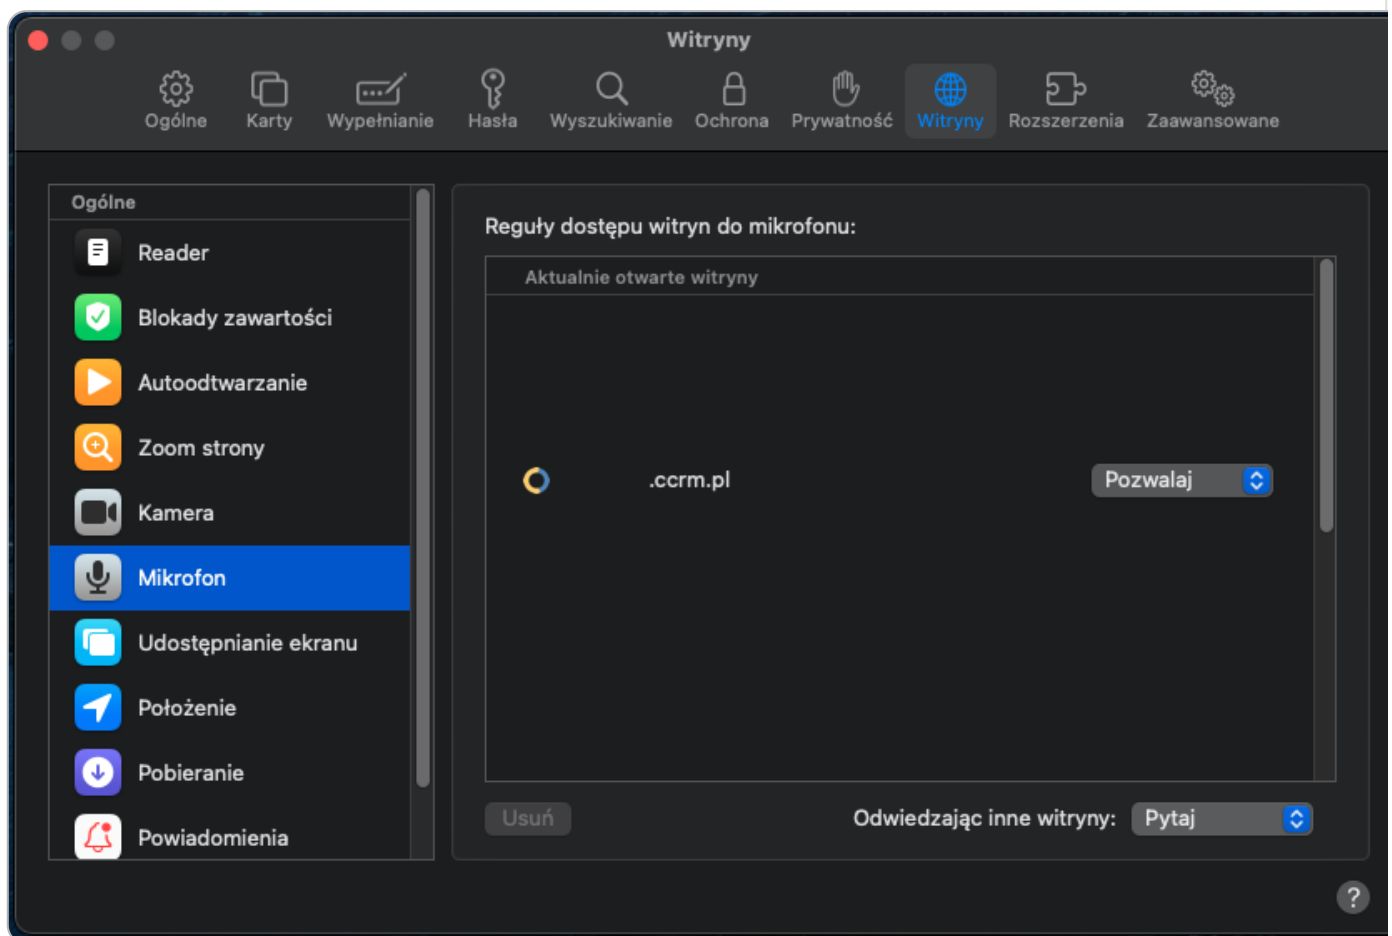 Witryny
Ogólne Karty Wypełnianie Hasła Wyszukiwanie Ochrona Prywatność Witryny Rozszerzenia Zaawansowane
Ogólne
Reader
Blokady zawartości
Autoodtwarzanie
Zoom strony
Kamera
Mikrofon
Udostępnianie ekranu
Położenie
Pobieranie
Powiadomienia
Reguły dostępu witryn do mikrofonu:
Aktualnie otwarte witryny
.ccrm.pl Pozwalaj
Usuń Odwiedzając inne witryny: Pytaj
?